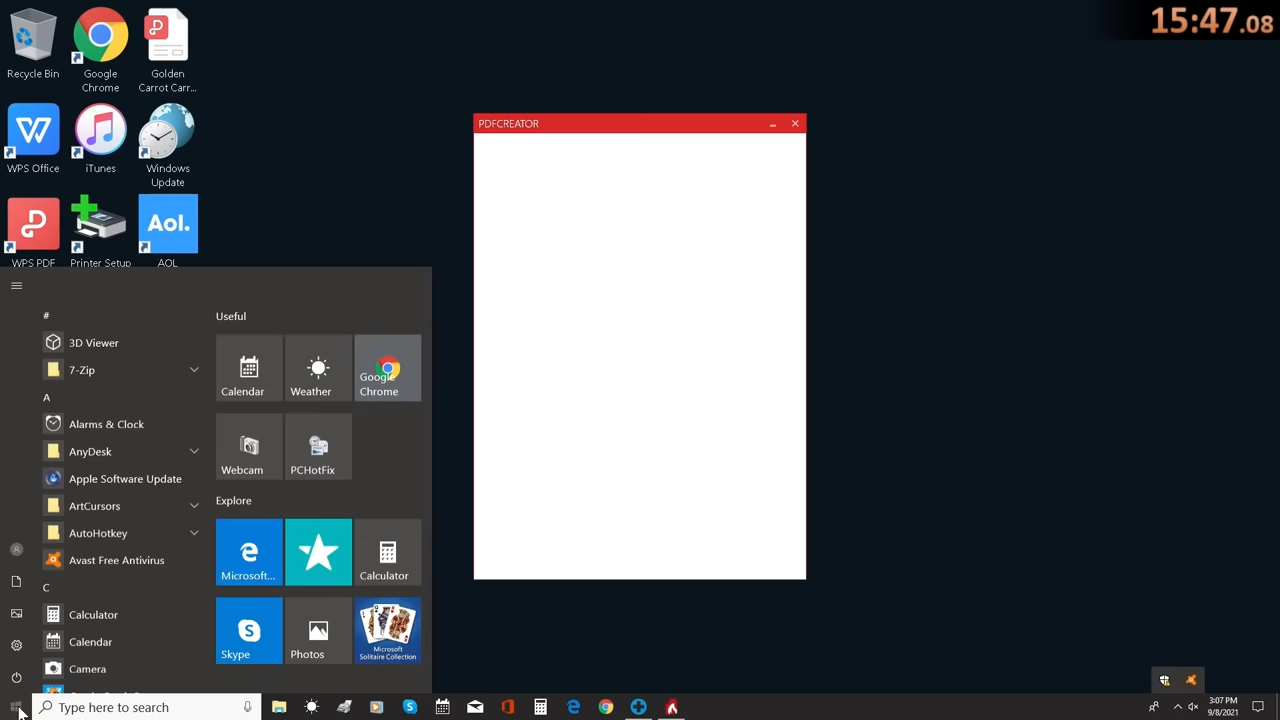 15:47.08
Recycle Bin
Google
Chrome
Golden
Carrot Carr...
WPS Office
iTunes
Windows
Update
Aol.
WPS PDF
Printer Setup
AOL
PDFCREATOR
#
3D Viewer
7-Zip
A
Alarms & Clock
AnyDesk
Apple Software Update
ArtCursors
AutoHotkey
Avast Free Antivirus
C
Calculator
Calendar
Camera
Useful
Calendar
Weather
Google
Chrome
Webcam
PCHotFix
Explore
Microsoft...
Calculator
Skype
Photos
Microsoft
Solitaire Collection
Type here to search
3:07 PM
9/8/2021